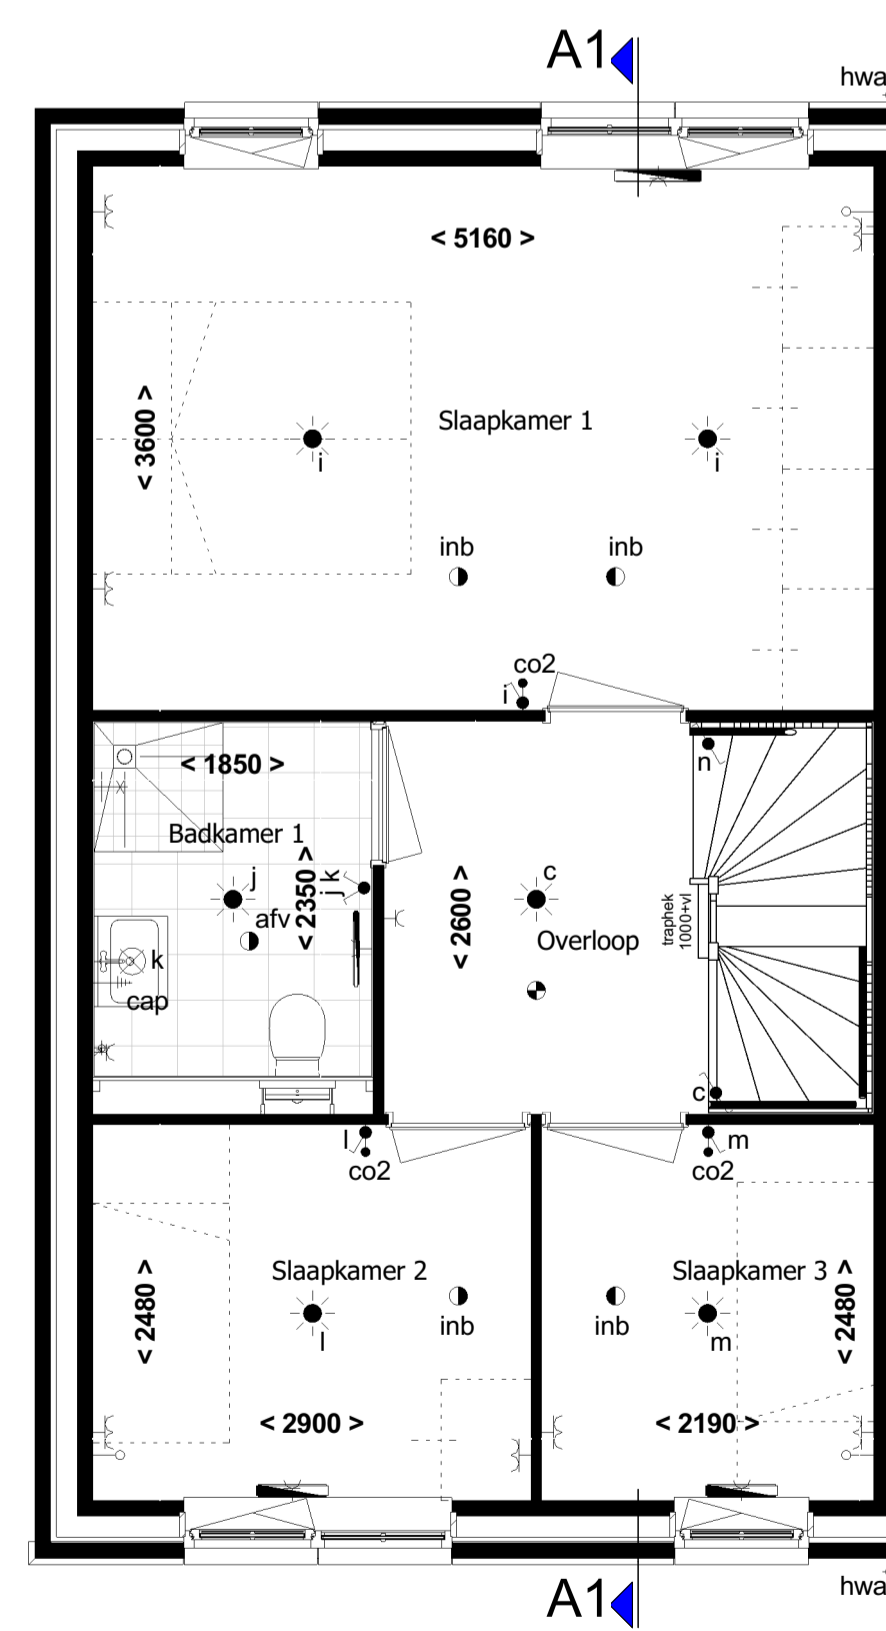 A1
hwa
< 5160 >
< 3600 >
Slaapkamer 1
i
i
inb
inb
co2
i
< 1850 >
n
Badkamer 1
j
< 2350 >
j k
c
afv
< 2600 >
traphek
1000+vl
Overloop
k
cap
c
l
m
co2
co2
Slaapkamer 2
Slaapkamer 3
< 2480 >
< 2480 >
inb
inb
l
m
< 2900 >
< 2190 >
A1
hwa